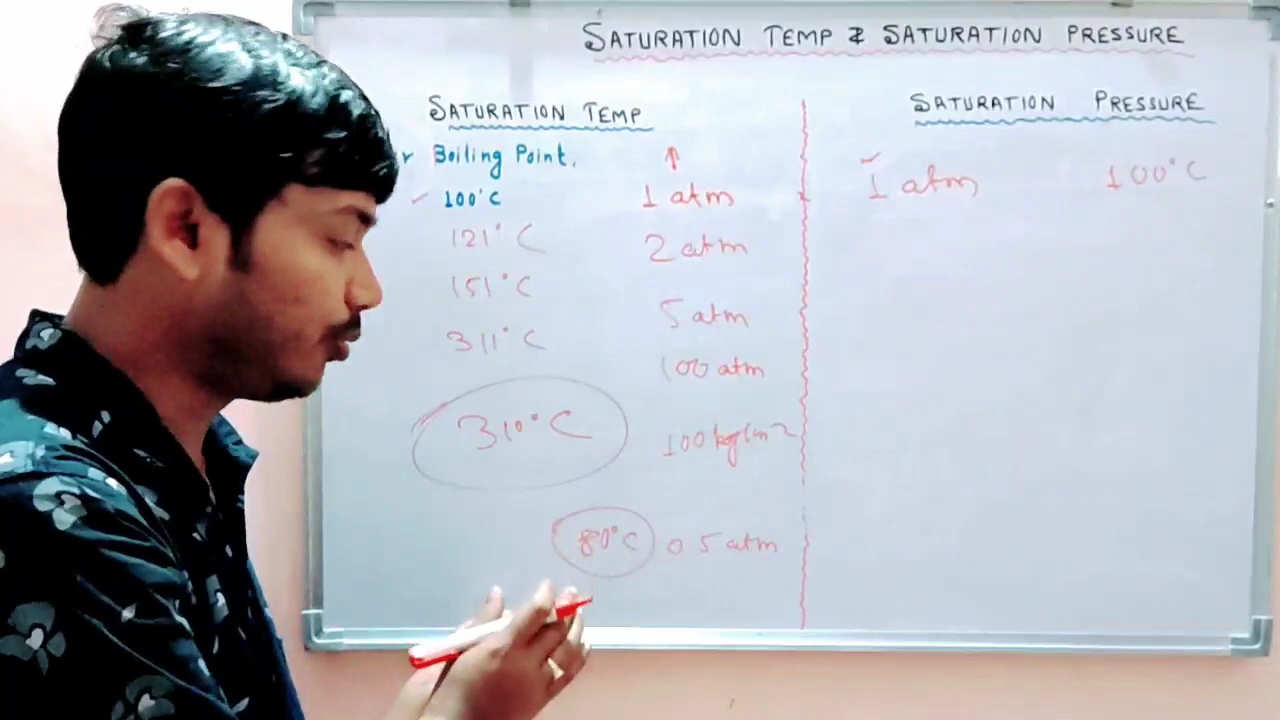 SATURATION TEMP & SATURATION PRESSURE
SATURATION TEMP
Boiling Point.
100°C 1 atm
121°C 2 atm
151°C 5 atm
311°C 100 atm
310°C 100 kg/cm2
80°C 0.5 atm
SATURATION PRESSURE
1 atm 100°C